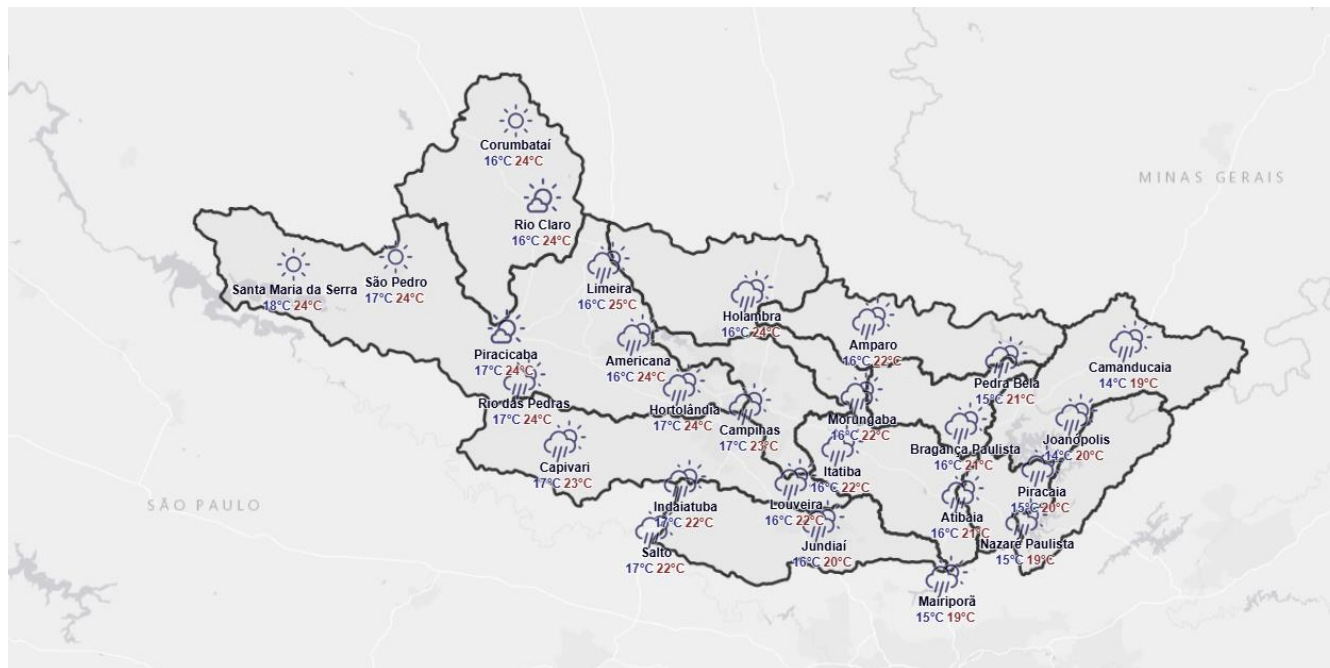 Corumbataí
16°C 24°C
MINAS GERAIS
Rio Claro
16°C 24°C
São Pedro
17°C 24°C
Santa Maria da Serra
18°C 24°C
Limeira
16°C 25°C
Holambra
16°C 24°C
Amparo
16°C 22°C
Piracicaba
17°C 24°C
Americana
16°C 24°C
Camanducaia
14°C 19°C
Pedra Bela
15°C 21°C
Rio das Pedras
17°C 24°C
Hortolândia
17°C 24°C
Campinas
17°C 23°C
Morungaba
16°C 22°C
Joanópolis
14°C 20°C
Bragança Paulista
16°C 21°C
Capivari
17°C 23°C
Itatiba
16°C 22°C
Piracaia
15°C 20°C
SÃO PAULO
Indaiatuba
17°C 22°C
Louveira
16°C 22°C
Atibaia
16°C 21°C
Jundiaí
16°C 20°C
Nazaré Paulista
15°C 19°C
Salto
17°C 22°C
Mairiporã
15°C 19°C